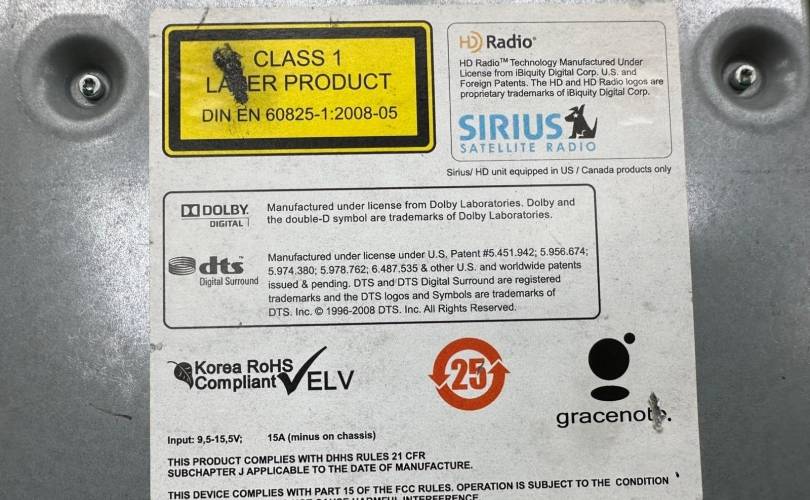 CLASS 1
PRODUCT
DIN EN 60825-1:2008-05
HD Radio®
HD Radio™ Technology Manufactured Under
License from iBiquity Digital Corp. U.S. and
Foreign Patents. The HD and HD Radio logos are
proprietary trademarks of iBiquity Digital Corp.
SIRIUS
SATELLITE RADIO
Sirius/ HD unit equipped in US / Canada products only
DOLBY.
DIGITAL
Manufactured under license from Dolby Laboratories. Dolby and
the double-D symbol are trademarks of Dolby Laboratories.
dts™
Digital Surround
Manufactured under license under U.S. Patent #5.451.942; 5.956.674;
5.974.380; 5.978.762; 6.487.535 & other U.S. and worldwide patents
issued & pending. DTS and DTS Digital Surround are registered
trademarks and the DTS logos and Symbols are trademarks of
DTS. Inc. © 1996-2008 DTS. Inc. All Rights Reserved.
Korea RoHS
Compliant
ELV
25
gracenote.
Input: 9,5-15,5V; 15A (minus on chassis)
THIS PRODUCT COMPLIES WITH DHHS RULES 21 CFR
SUBCHAPTER J APPLICABLE TO THE DATE OF MANUFACTURE.
THIS DEVICE COMPLIES WITH PART 15 OF THE FCC RULES. OPERATION IS SUBJECT TO THE CONDITION